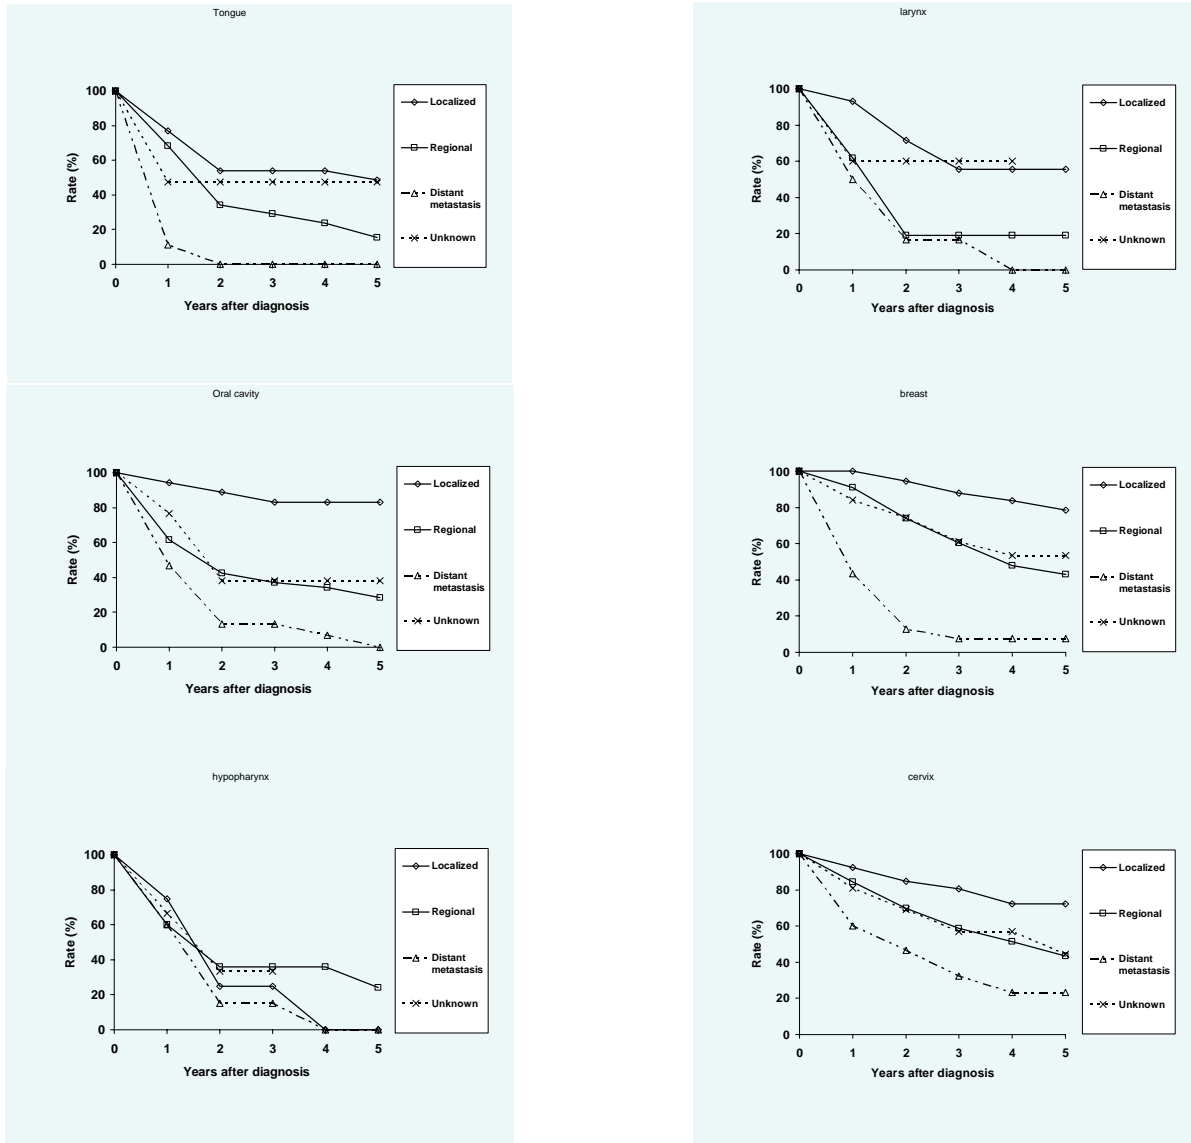 Tongue
100
80
60
40
20
0
Rate (%)
0 1 2 3 4 5
Years after diagnosis
Localized
Regional
Distant
metastasis
Unknown
larynx
100
80
60
40
20
0
Rate (%)
0 1 2 3 4 5
Years after diagnosis
Localized
Regional
Distant
metastasis
Unknown
Oral cavity
100
80
60
40
20
0
Rate (%)
0 1 2 3 4 5
Years after diagnosis
Localized
Regional
Distant
metastasis
Unknown
breast
100
80
60
40
20
0
Rate (%)
0 1 2 3 4 5
Years after diagnosis
Localized
Regional
Distant
metastasis
Unknown
hypopharynx
100
80
60
40
20
0
Rate (%)
0 1 2 3 4 5
Years after diagnosis
Localized
Regional
Distant
metastasis
Unknown
cervix
100
80
60
40
20
0
Rate (%)
0 1 2 3 4 5
Years after diagnosis
Localized
Regional
Distant
metastasis
Unknown